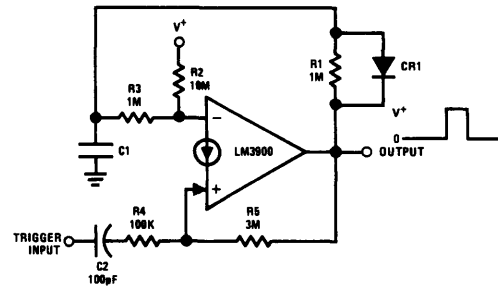 V+
R1
1M
CR1
R3
1M
R2
10M
V+
0
C1
−
LM3900
+
OUTPUT
TRIGGER
INPUT
R4
100K
R5
3M
C2
100pF